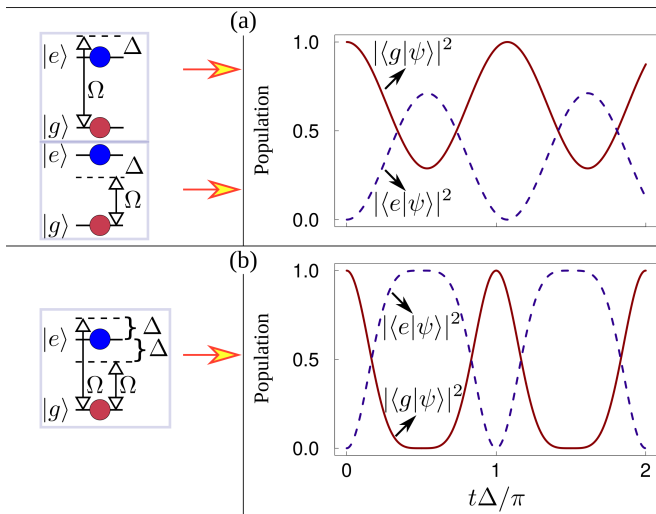 (a)
|e⟩
Δ
Ω
|g⟩
|e⟩
Δ
Ω
|g⟩
Population
1.0
0.5
0.0
|⟨g|ψ⟩|²
|⟨e|ψ⟩|²
(b)
|e⟩
} Δ
} Δ
Ω Ω
|g⟩
Population
1.0
0.5
0.0
|⟨e|ψ⟩|²
|⟨g|ψ⟩|²
0 1 2
tΔ/π